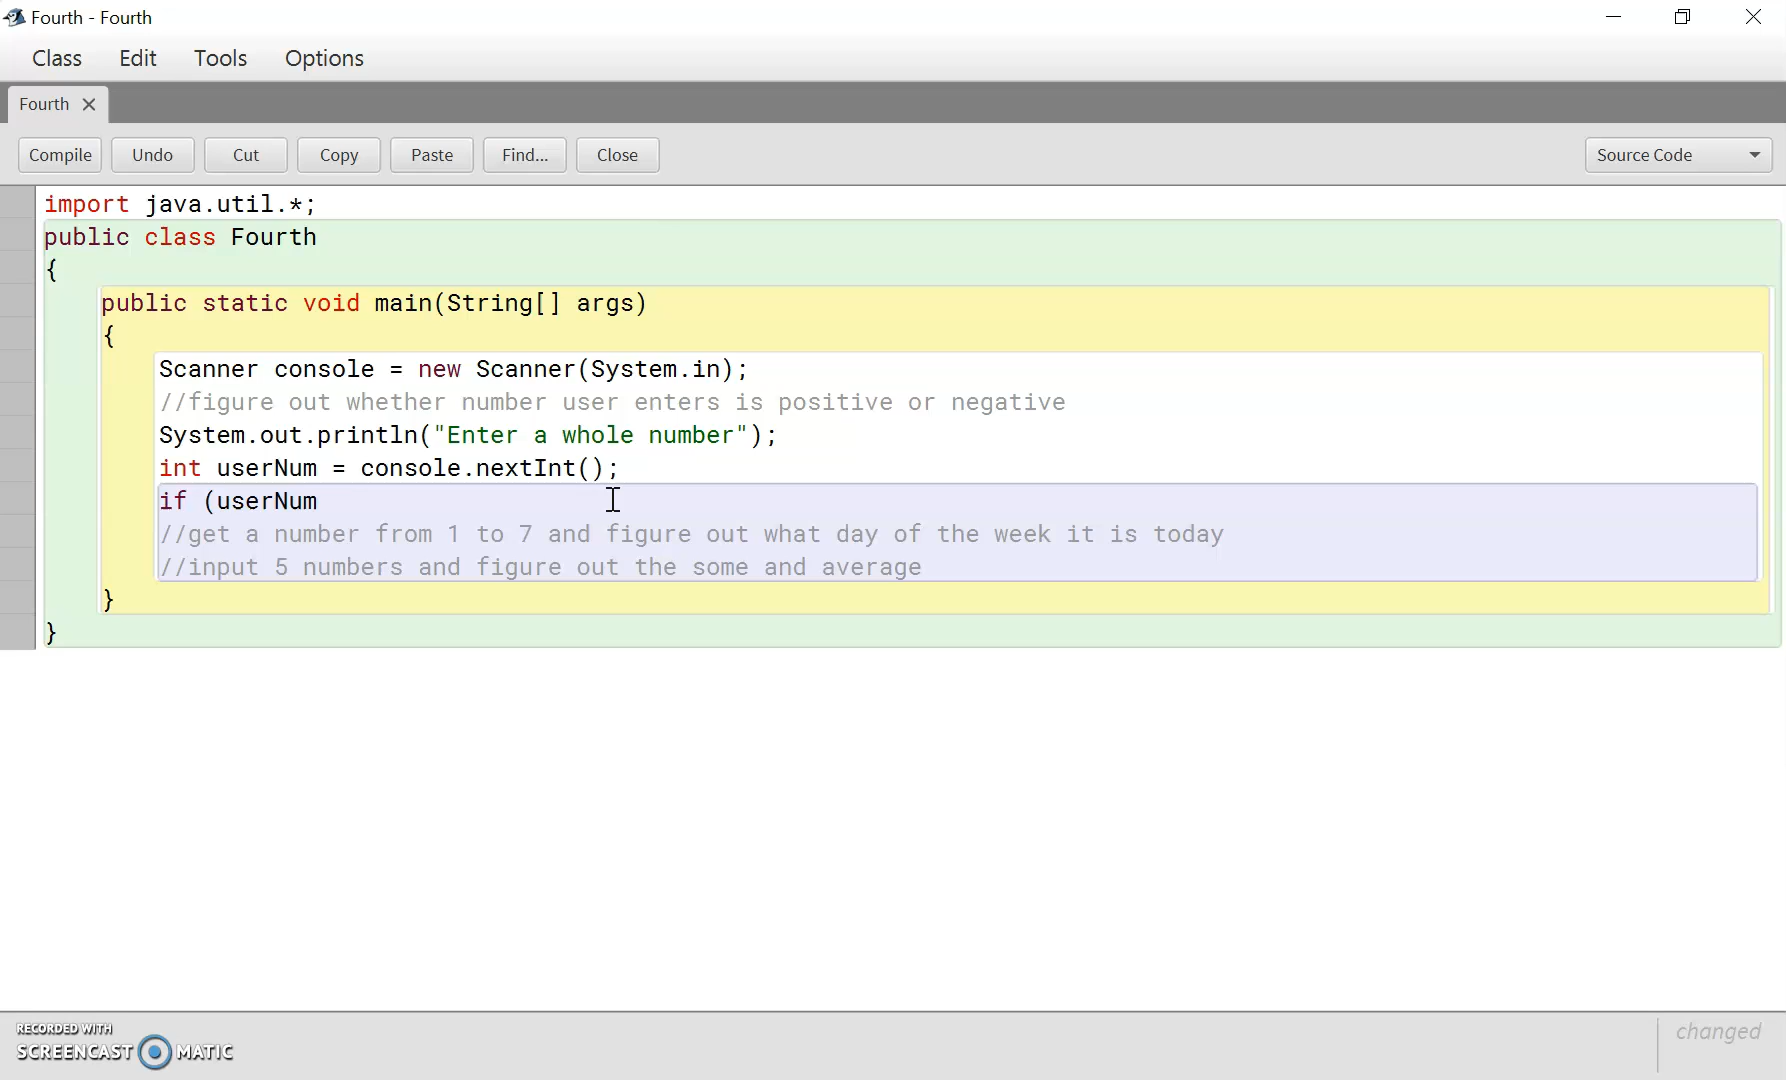 Fourth - Fourth
Class Edit Tools Options
Fourth
Compile Undo Cut Copy Paste Find... Close Source Code
import java.util.*;
public class Fourth
{
public static void main(String[] args)
{
Scanner console = new Scanner(System.in);
//figure out whether number user enters is positive or negative
System.out.println("Enter a whole number");
int userNum = console.nextInt();
if (userNum
//get a number from 1 to 7 and figure out what day of the week it is today
//input 5 numbers and figure out the some and average
}
}
RECORDED WITH
SCREENCAST MATIC
changed